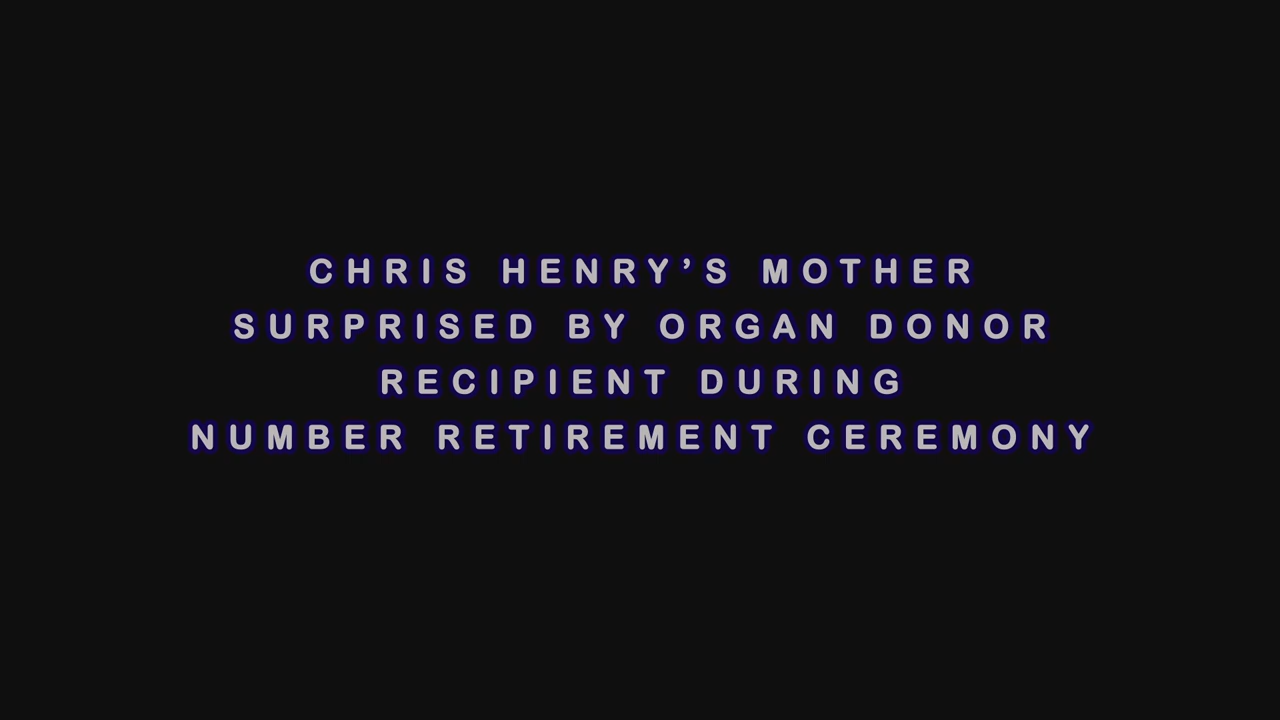 CHRIS HENRY’S MOTHER
SURPRISED BY ORGAN DONOR
RECIPIENT DURING
NUMBER RETIREMENT CEREMONY